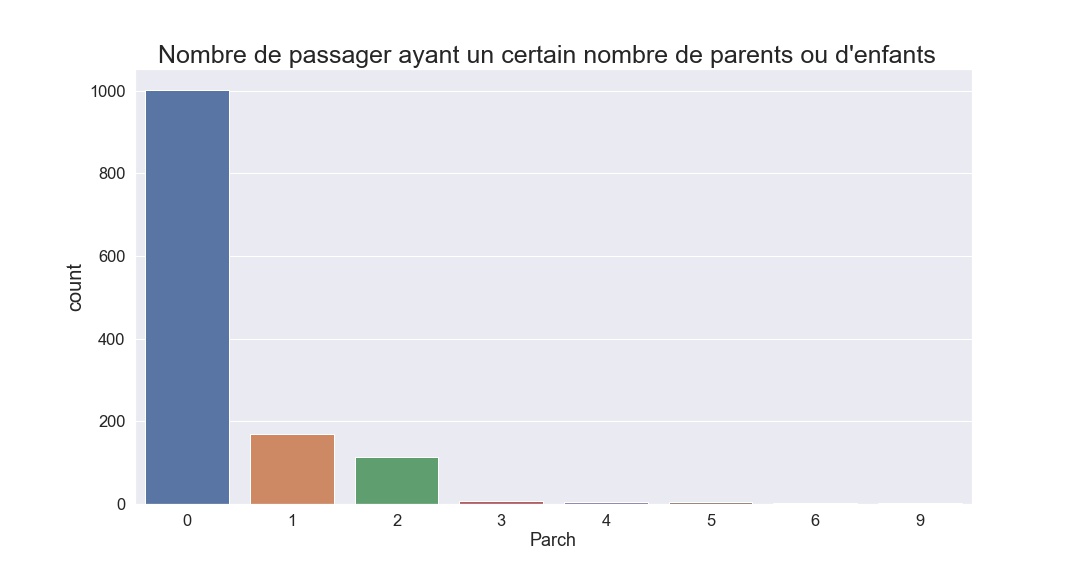 Nombre de passager ayant un certain nombre de parents ou d'enfants
1000
800
600
400
200
0
count
0 1 2 3 4 5 6 9
Parch